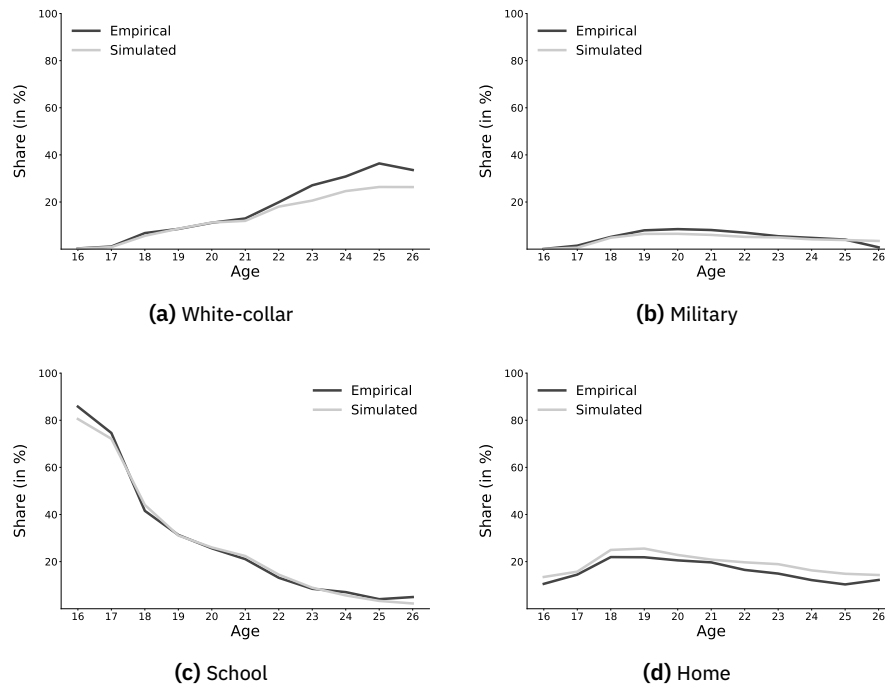 100
80
60
40
20
Share (in %)
Empirical
Simulated
16 17 18 19 20 21 22 23 24 25 26
Age
(a) White-collar
100
80
60
40
20
Share (in %)
Empirical
Simulated
16 17 18 19 20 21 22 23 24 25 26
Age
(b) Military
100
80
60
40
20
Share (in %)
Empirical
Simulated
16 17 18 19 20 21 22 23 24 25 26
Age
(c) School
100
80
60
40
20
Share (in %)
Empirical
Simulated
16 17 18 19 20 21 22 23 24 25 26
Age
(d) Home